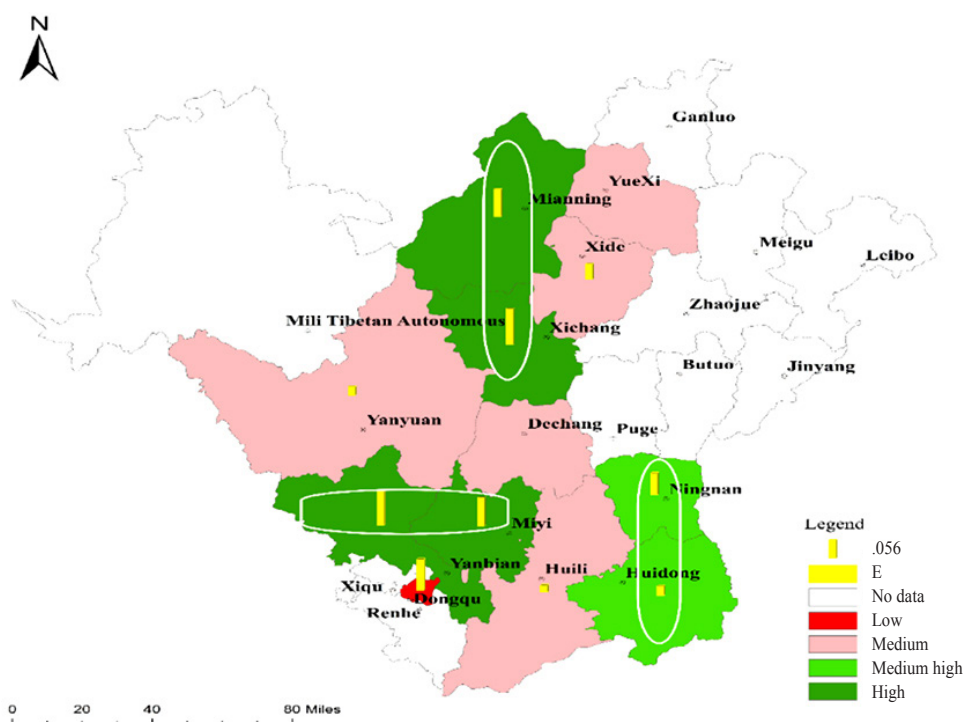 N
Ganluo
YueXi
Mianning
Meigu
Xide
Leibo
Zhaojue
Mili Tibetan Autonomous
Xichang
Butuo
Jinyang
Yanyuan
Dechang
Puge
Ningnan
Miyi
Legend
.056
Yanbian
Huili
Huidong
E
Xiqu
No data
Dongqu
Renhe
Low
Medium
Medium high
High
0 20 40 80 Miles